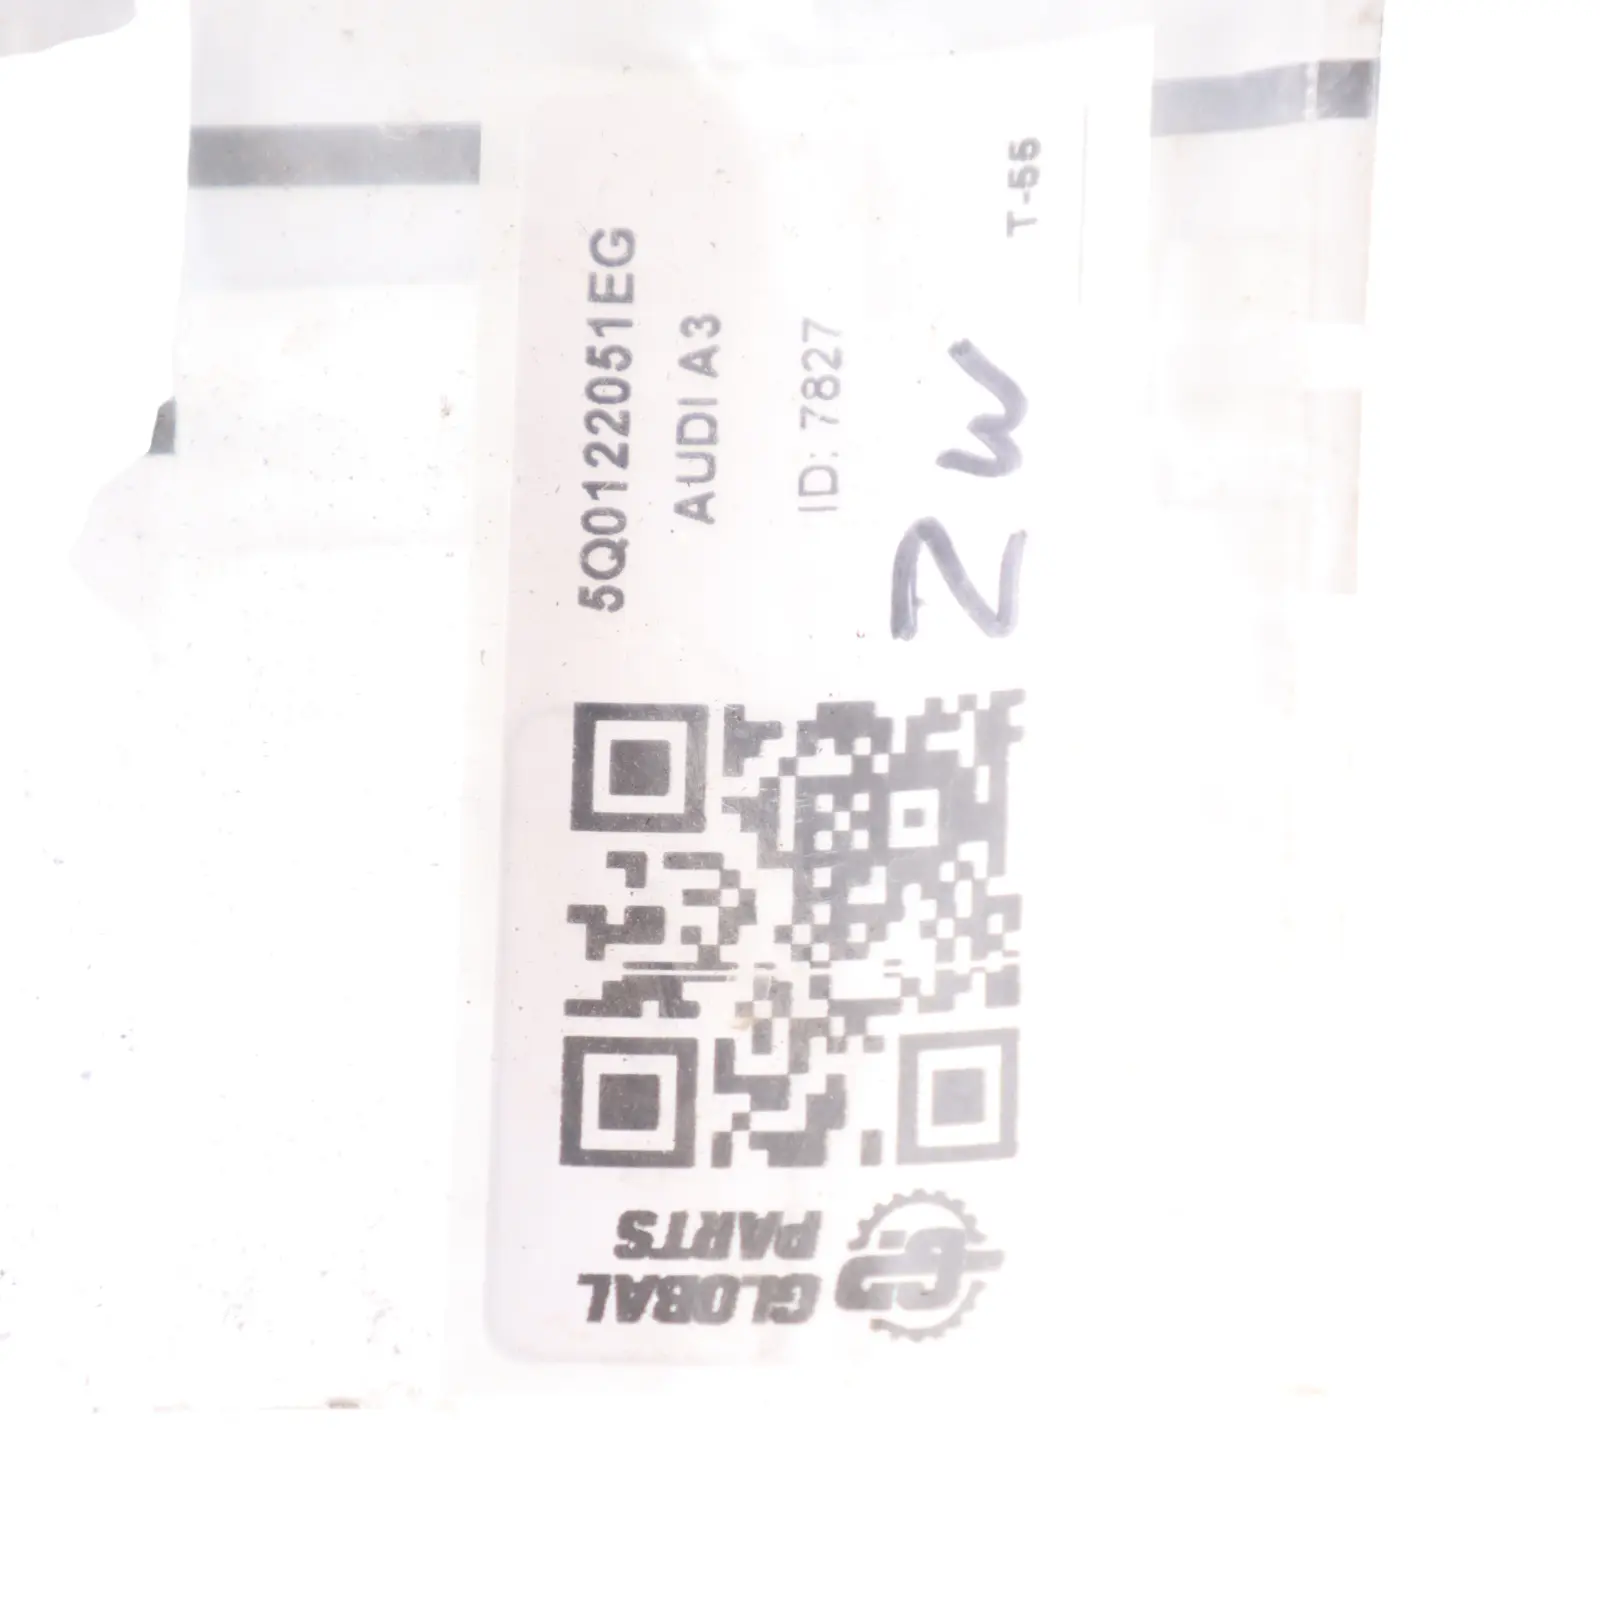 5Q0122051EG
AUDI A3
ID: 7827
ZW
T-55
GLOBAL
PARTS